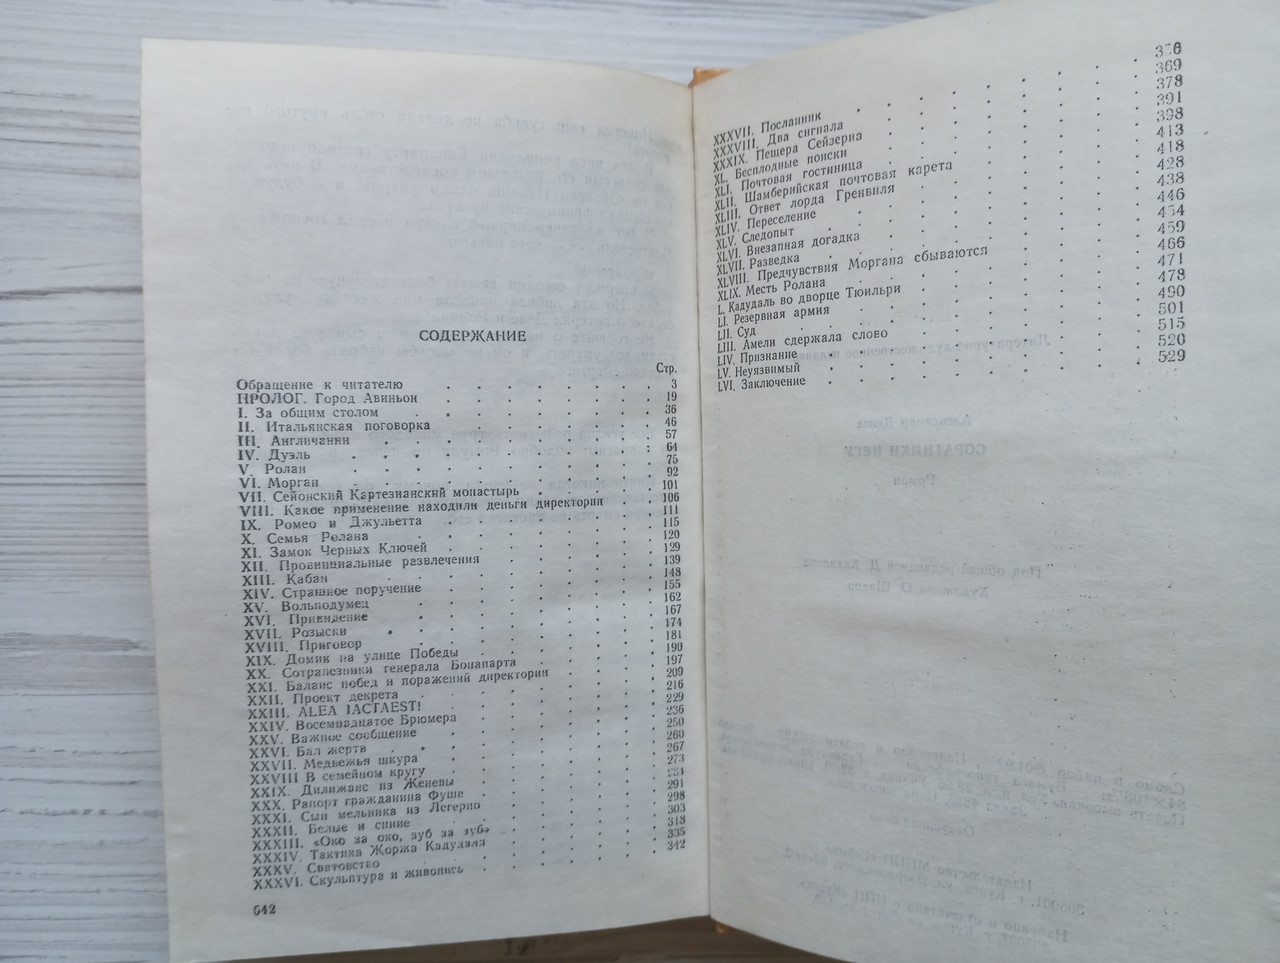 СОДЕРЖАНИЕ
Стр.
Обращение к читателю . . . . . . . . 3
ПРОЛОГ. Город Авиньон . . . . . . . . 19
I. За общим столом . . . . . . . . 36
II. Итальянская поговорка . . . . . . . . 46
III. Англичанин . . . . . . . . 57
IV. Дуэль . . . . . . . . 64
V. Ролан . . . . . . . . 75
VI. Морган . . . . . . . . 92
VII. Сейонский Картезианский монастырь . . . . . 101
VIII. Какое применение находили деньги директории . . 106
IX. Ромео и Джульетта . . . . . . . . 111
X. Семья Ролана . . . . . . . . 115
XI. Замок Черных Ключей . . . . . . . . 120
XII. Провинциальные развлечения . . . . . . 129
XIII. Кабан . . . . . . . . 139
XIV. Страшное поручение . . . . . . . . 148
XV. Вольнодумец . . . . . . . . 155
XVI. Привидение . . . . . . . . 162
XVII. Розыски . . . . . . . . 167
XVIII. Приговор . . . . . . . . 174
XIX. Домик на улице Победы . . . . . . 181
XX. Сотрапезники генерала Бонапарта . . . . . 190
XXI. Баланс побед и поражений директории . . . . 197
XXII. Проект декрета . . . . . . . . 209
XXIII. ALEA IACTAEST! . . . . . . . . 216
XXIV. Восемнадцатое Брюмера . . . . . . 229
XXV. Важное сообщение . . . . . . . . 236
XXVI. Бал жертв . . . . . . . . 250
XXVII. Медвежья шкура . . . . . . . . 260
XXVIII В семейном кругу . . . . . . . . 267
XXIX. Дилижанс из Женевы . . . . . . 273
XXX. Рапорт гражданина Фуше . . . . . . 281
XXXI. Сын мельника из Легерно . . . . . . 291
XXXII. Белые и синие . . . . . . . . 298
XXXIII. «Око за око, зуб за зуб» . . . . . . 303
XXXIV. Тактика Жоржа Кадудаля . . . . . . 318
XXXV. Сватовство . . . . . . . . 335
XXXVI. Скульптура и живопись . . . . . . 342
542
XXXVII. Посланник . . . . . . . .
XXXVIII. Два сигнала . . . . . . . . 369
XXXIX. Пещера Сейзериа . . . . . . . . 378
XL. Бесплодные поиски . . . . . . . . 391
XLI. Почтовая гостиница . . . . . . . . 398
XLII. Шамберийская почтовая карета . . . . . . 413
XLIII. Ответ лорда Гренвиля . . . . . . . . 418
XLIV. Переселение . . . . . . . . 428
XLV. Следопыт . . . . . . . . 438
XLVI. Внезапная догадка . . . . . . . . 446
XLVII. Разведка . . . . . . . . 454
XLVIII. Предчувствия Моргана сбываются . . . . . 459
XLIX. Месть Ролана . . . . . . . . 466
L. Кадудаль во дворце Тюильри . . . . . . 471
LI. Резервная армия . . . . . . . . 478
LII. Суд . . . . . . . . 490
LIII. Амели сдержала слово . . . . . . . . 501
LIV. Признание . . . . . . . . 515
LV. Неуязвимый . . . . . . . . 520
LVI. Заключение . . . . . . . . 529